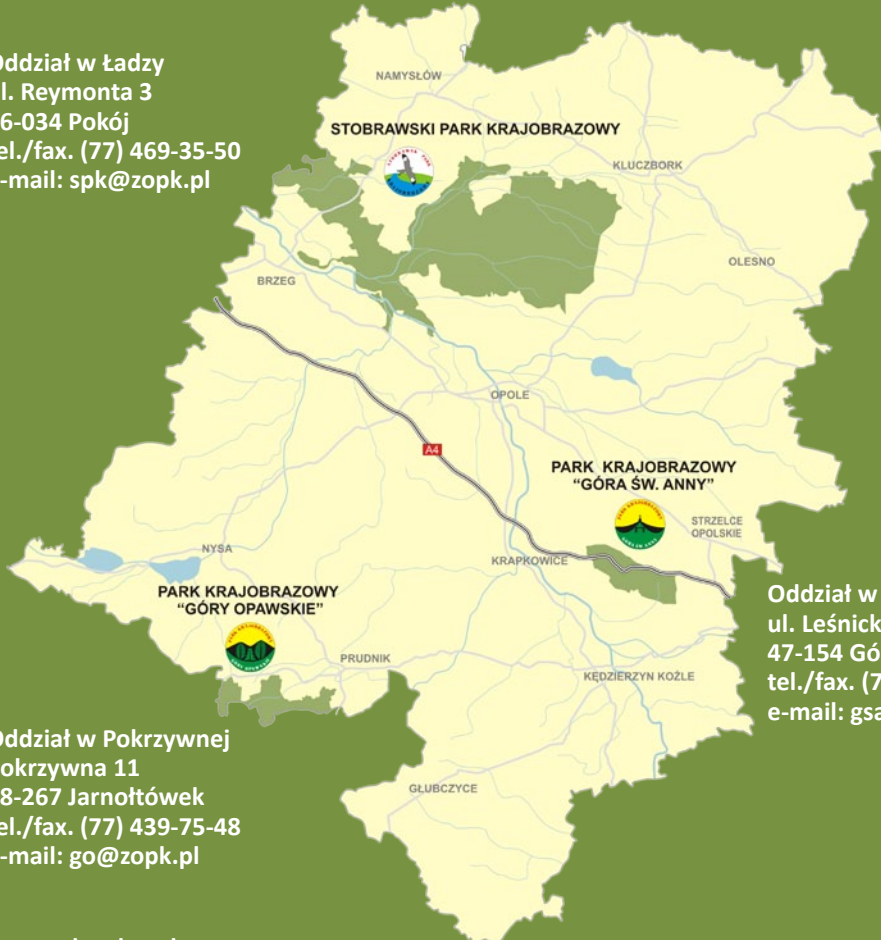 Oddział w Ładzy
l. Reymonta 3
6-034 Pokój
tel./fax. (77) 469-35-50
-mail: spk@zopk.pl
NAMYSŁÓW
STOBRAWSKI PARK KRAJOBRAZOWY
KLUCZBORK
OLESNO
BRZEG
OPOLE
A4
PARK KRAJOBRAZOWY
“GÓRA ŚW. ANNY”
STRZELCE
OPOLSKIE
NYSA
KRAPKOWICE
PARK KRAJOBRAZOWY
“GÓRY OPAWSKIE”
PRUDNIK
KĘDZIERZYN KOŹLE
Oddział w
ul. Leśnick
47-154 Gó
tel./fax. (7
e-mail: gsa
Oddział w Pokrzywnej
okrzywna 11
8-267 Jarnołtówek
tel./fax. (77) 439-75-48
-mail: go@zopk.pl
GŁUBCZYCE